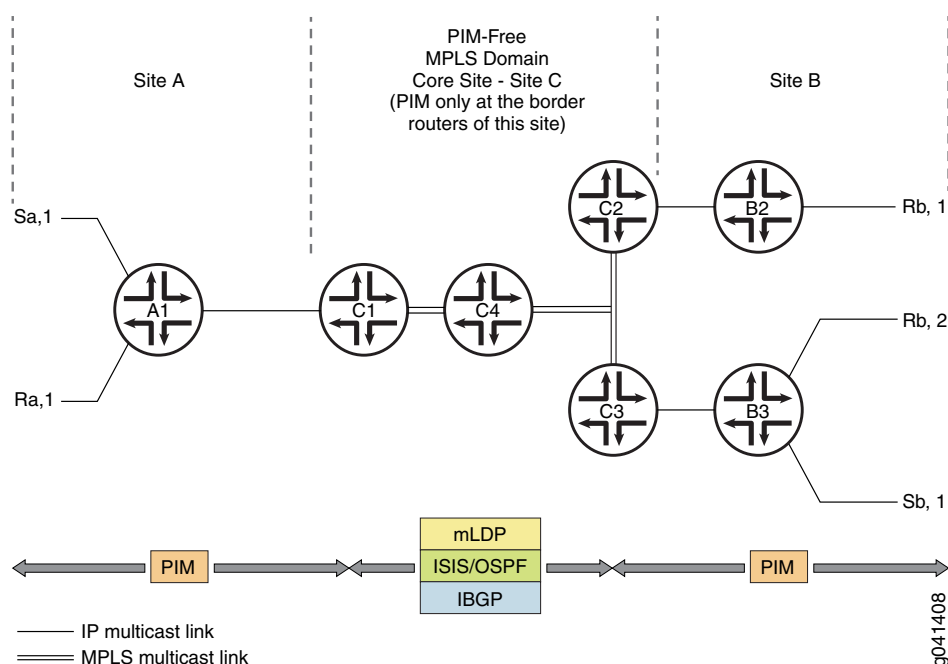 PIM-Free
MPLS Domain
Core Site - Site C
(PIM only at the border
routers of this site)
Site A
Site B
Sa,1
Ra,1
A1
C1
C4
C2
B2
Rb, 1
C3
B3
Rb, 2
Sb, 1
PIM
mLDP
ISIS/OSPF
IBGP
PIM
IP multicast link
MPLS multicast link
g041408